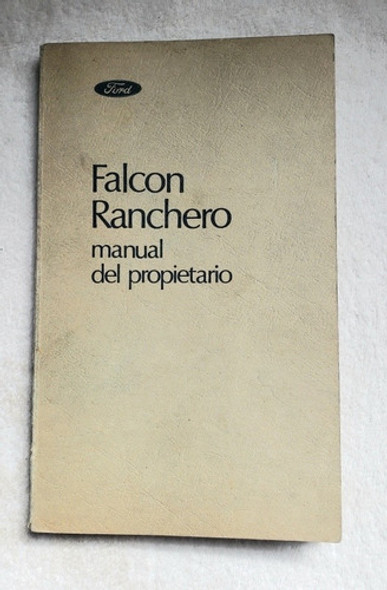 Ford
Falcon
Ranchero
manual
del propietario